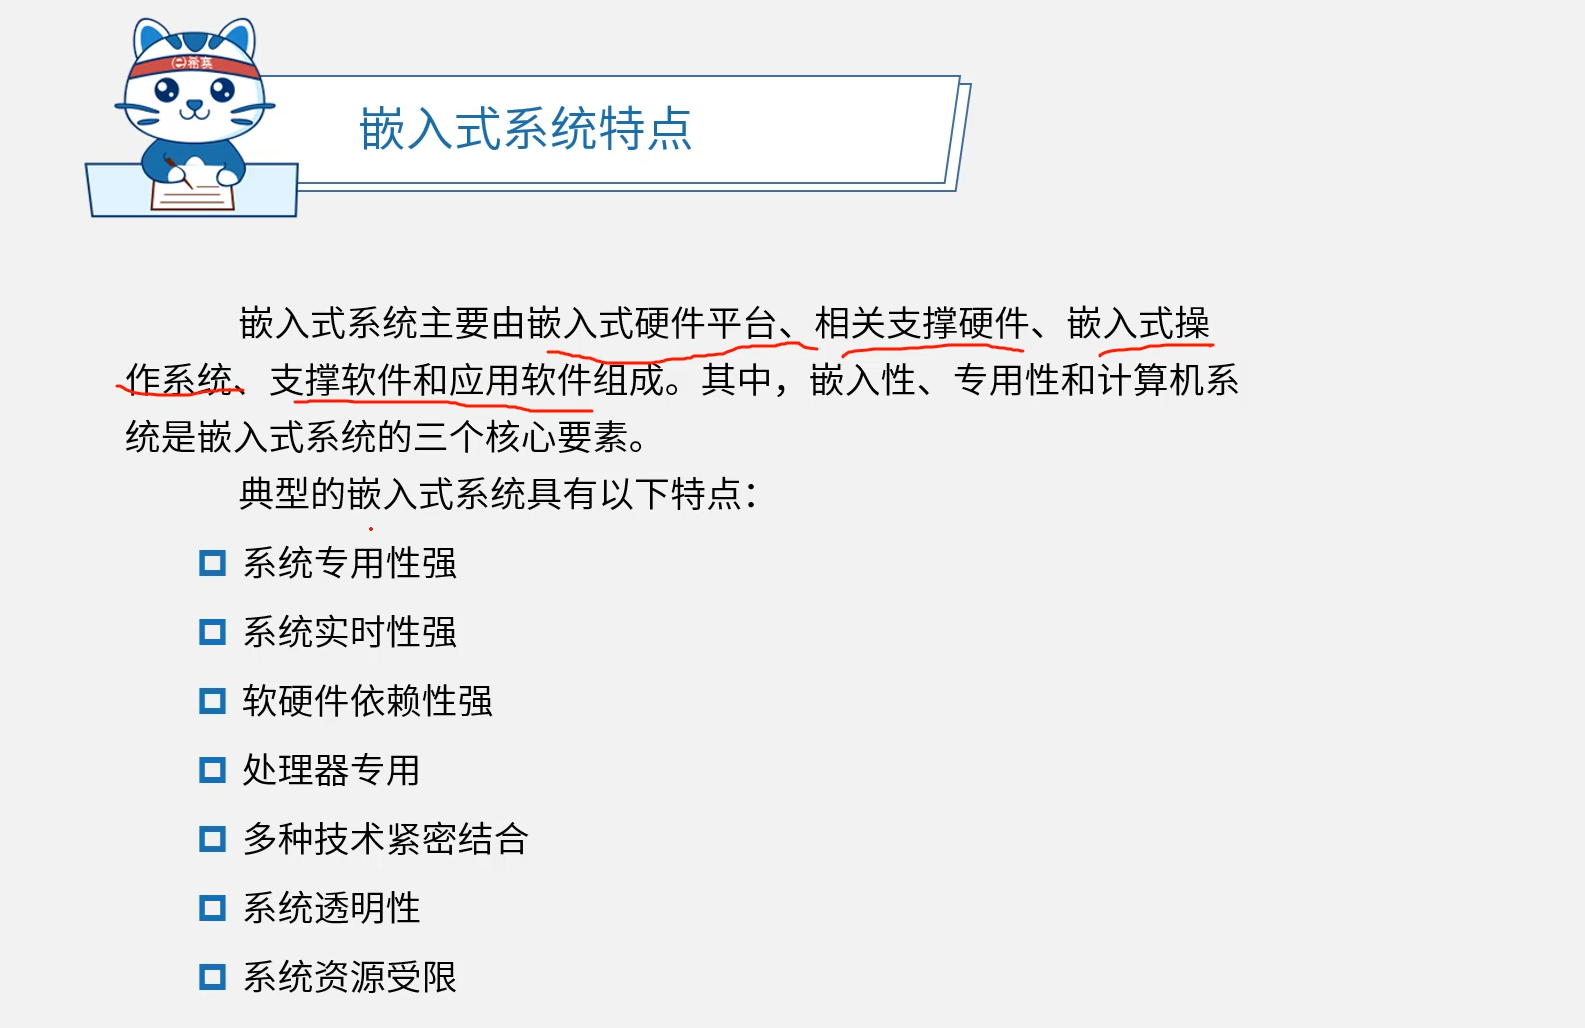 希赛
嵌入式系统特点
嵌入式系统主要由嵌入式硬件平台、相关支撑硬件、嵌入式操
作系统、支撑软件和应用软件组成。其中，嵌入性、专用性和计算机系
统是嵌入式系统的三个核心要素。
典型的嵌入式系统具有以下特点：
系统专用性强
系统实时性强
软硬件依赖性强
处理器专用
多种技术紧密结合
系统透明性
系统资源受限